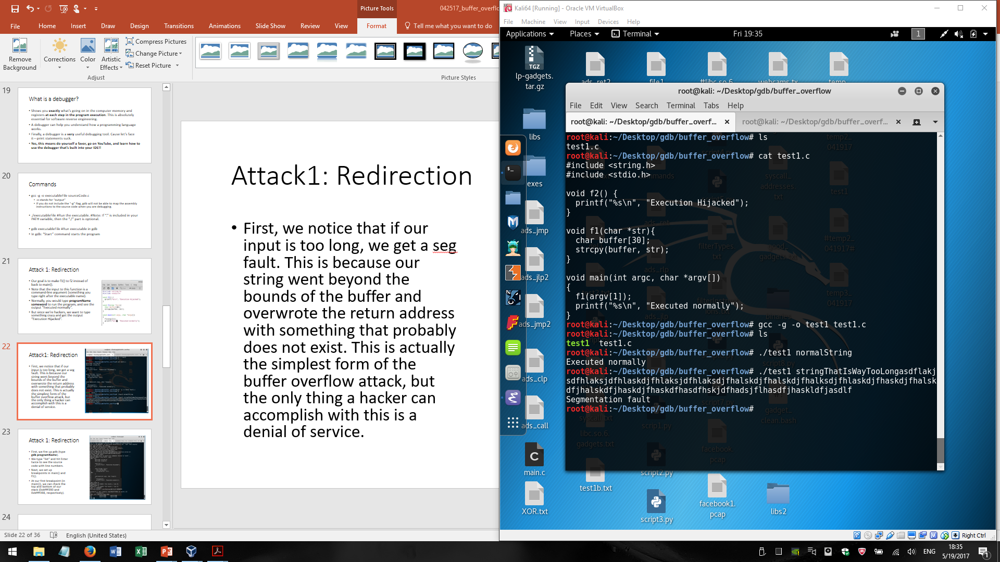 Picture Tools
042517_buffer_overfl
File
Home
Insert
Draw
Design
Transitions
Animations
Slide Show
Review
View
Format
Tell me what you want to do
Remove Background
Corrections
Color
Artistic Effects
Compress Pictures
Change Picture
Reset Picture
Adjust
Picture Styles
19
What is a debugger?
• Shows you exactly what's going on in the computer memory and
registers at each step in the program execution. This is absolutely
essential for software reverse engineering.
• A debugger can help you understand how a programming language
works.
• Finally, a debugger is a very useful debugging tool. Cause let's face
it—print statements suck.
• Yes, this means do yourself a favor, go on YouTube, and learn how to
use the debugger that's built into your IDE!!
20
Commands
• gcc -g -o executableFile sourceCode.c
• -o stands for "output"
• If you do not include the "-g" flag, gdb will not be able to map the assembly
instructions to the source code when you are debugging.
• ./executableFile #Run the executable. #Note: if "." is included in your
PATH variable, then the "./" part is optional.
• gdb executableFile #Run executable in gdb
• In gdb: "Start" command starts the program
21
Attack 1: Redirection
• Our goal is to make f1() to f2 instead of
back to main().
• Note that the input to this function is a
command-line argument (something you
type right after the executable name).
• Normally, you would type programName
someword to run the program, and see the
output "Executed normally".
• But since we're hackers, we want to type
something crazy and get the output
"Execution Hijacked".
22
Attack1: Redirection
• First, we notice that if our
input is too long, we get a seg
fault. This is because our
string went beyond the
bounds of the buffer and
overwrote the return address
with something that probably
does not exist. This is actually
the simplest form of the
buffer overflow attack, but
the only thing a hacker can
accomplish with this is a
denial of service.
23
Attack 1: Redirection
• First, we fire up gdb (type
gdb programName)
• We type "list" and hit Enter
twice to see the source
code with line numbers.
• Next, we set up
breakpoints in main() and
f1().
• At our first breakpoint (in
main()), we can check the
top and bottom of our
stack (0xbffff390 and
0xbffff398, respectively).
24
Attack1: Redirection
• First, we notice that if our
input is too long, we get a seg
fault. This is because our
string went beyond the
bounds of the buffer and
overwrote the return address
with something that probably
does not exist. This is actually
the simplest form of the
buffer overflow attack, but
the only thing a hacker can
accomplish with this is a
denial of service.
Slide 22 of 36
English (United States)
Kali64 [Running] - Oracle VM VirtualBox
File Machine View Input Devices Help
Applications
Places
Terminal
Fri 19:35
1
TGZ
lp-gadgets.
tar.gz
ads_ret2
file1
#libc.so.6
webcams.tx
temp
libs
exes
ads_jmp
ads_jlp2
ads_jmp2
ads_clp
ads_call
C
main.c
XOR.txt
root@kali: ~/Desktop/gdb/buffer_overflow
File Edit View Search Terminal Tabs Help
root@kali: ~/Desktop/gdb/buffer_overf...
root@kali: ~/Desktop/gdb/buffer_overf...
root@kali:~/Desktop/gdb/buffer_overflow# ls
test1.c
root@kali:~/Desktop/gdb/buffer_overflow# cat test1.c
#include <string.h>
#include <stdio.h>
void f2() {
printf("%s\n", "Execution Hijacked");
}
void f1(char *str){
char buffer[30];
strcpy(buffer, str);
}
void main(int argc, char *argv[])
{
f1(argv[1]);
printf("%s\n", "Executed normally");
}
root@kali:~/Desktop/gdb/buffer_overflow# gcc -g -o test1 test1.c
root@kali:~/Desktop/gdb/buffer_overflow# ls
test1 test1.c
root@kali:~/Desktop/gdb/buffer_overflow# ./test1 normalString
Executed normally
root@kali:~/Desktop/gdb/buffer_overflow# ./test1 stringThatIsWayTooLongasdflakj
sdfhlaksjdfhlaskdjfhlaksjdfhlaksdjfhalskdjfhalskdjfhalksdjfhlaskdjfhaskdjfhalsk
dfjhalskdfjhaskdjfhaskdfhasdfhskjdfhadsjflhasdfjhaskldfjasdlf
Segmentation fault
root@kali:~/Desktop/gdb/buffer_overflow#
test1b.txt
script2.py
script3.py
facebook1.
pcap
libs2
Right Ctrl
ENG
18:35
5/19/2017
1